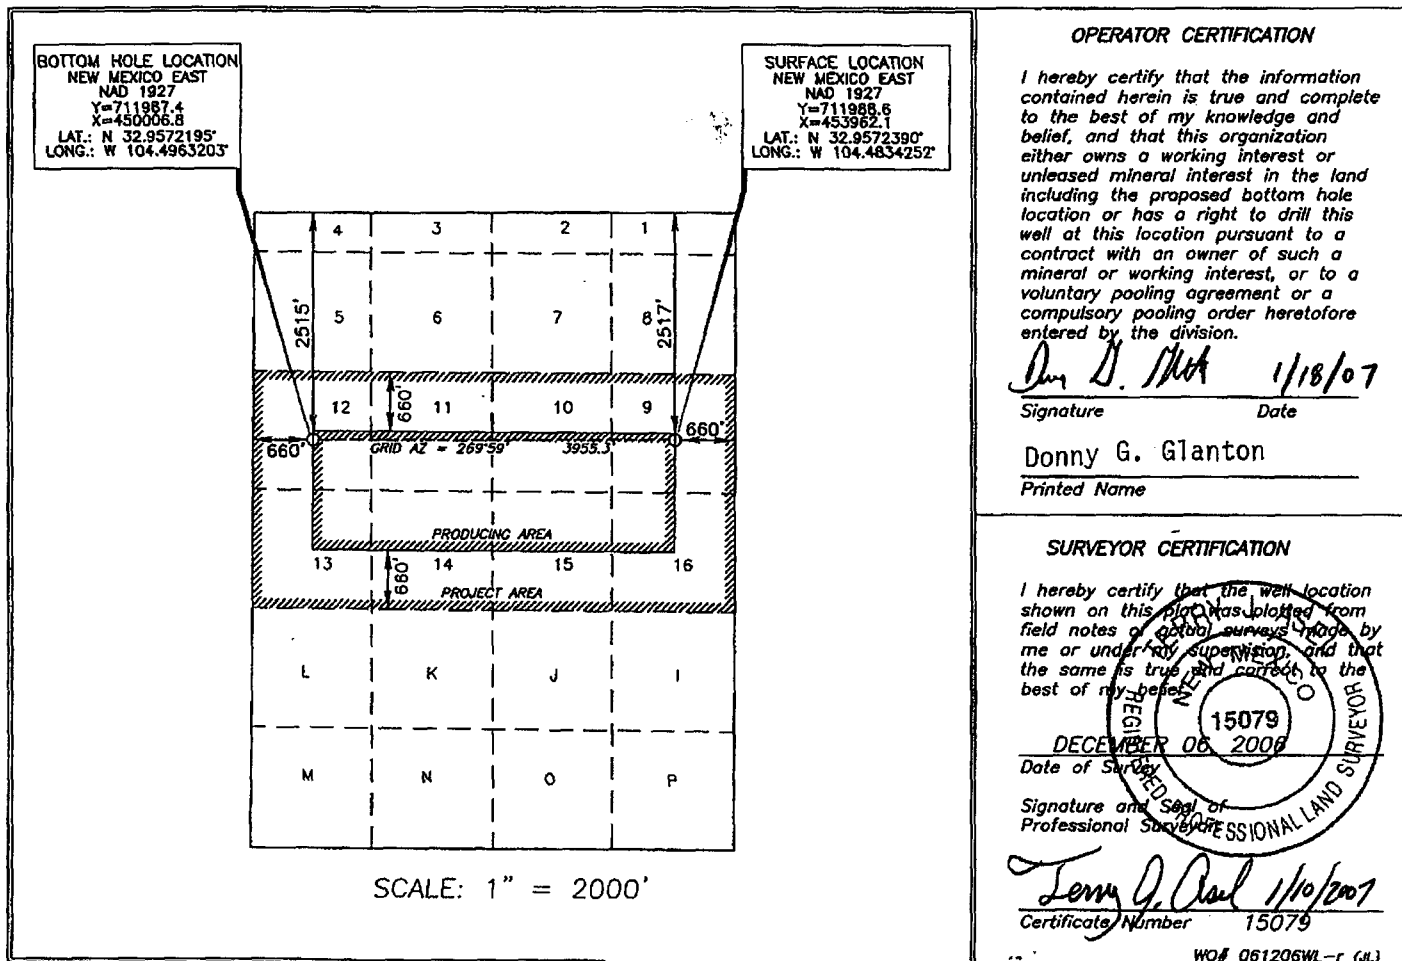 BOTTOM HOLE LOCATION
NEW MEXICO EAST
NAD 1927
Y=711987.4
X=450006.8
LAT.: N 32.9572195°
LONG.: W 104.4963203°
SURFACE LOCATION
NEW MEXICO EAST
NAD 1927
Y=711988.6
X=453962.1
LAT.: N 32.9572390°
LONG.: W 104.4834252°
4 3 2 1
2515'
5 6 7 8
2517'
12 11 10 9
660'
660'
660'
GRID AZ = 269°59' 3955.3'
PRODUCING AREA
13 14 15 16
660'
PROJECT AREA
L K J I
M N O P
SCALE: 1" = 2000'
OPERATOR CERTIFICATION
I hereby certify that the information
contained herein is true and complete
to the best of my knowledge and
belief, and that this organization
either owns a working interest or
unleased mineral interest in the land
including the proposed bottom hole
location or has a right to drill this
well at this location pursuant to a
contract with an owner of such a
mineral or working interest, or to a
voluntary pooling agreement or a
compulsory pooling order heretofore
entered by the division.
1/18/07
Signature Date
Donny G. Glanton
Printed Name
SURVEYOR CERTIFICATION
I hereby certify that the well location
shown on this plat was plotted from
field notes of actual surveys made by
me or under my supervision, and that
the same is true and correct to the
best of my belief.
TERRY J. ASEL
NEW MEXICO
15079
REGISTERED PROFESSIONAL LAND SURVEYOR
DECEMBER 06, 2006
Date of Survey
Signature and Seal of
Professional Surveyor
Terry J. Asel 1/10/2007
Certificate Number 15079
WO# 061206WL-r (JL)